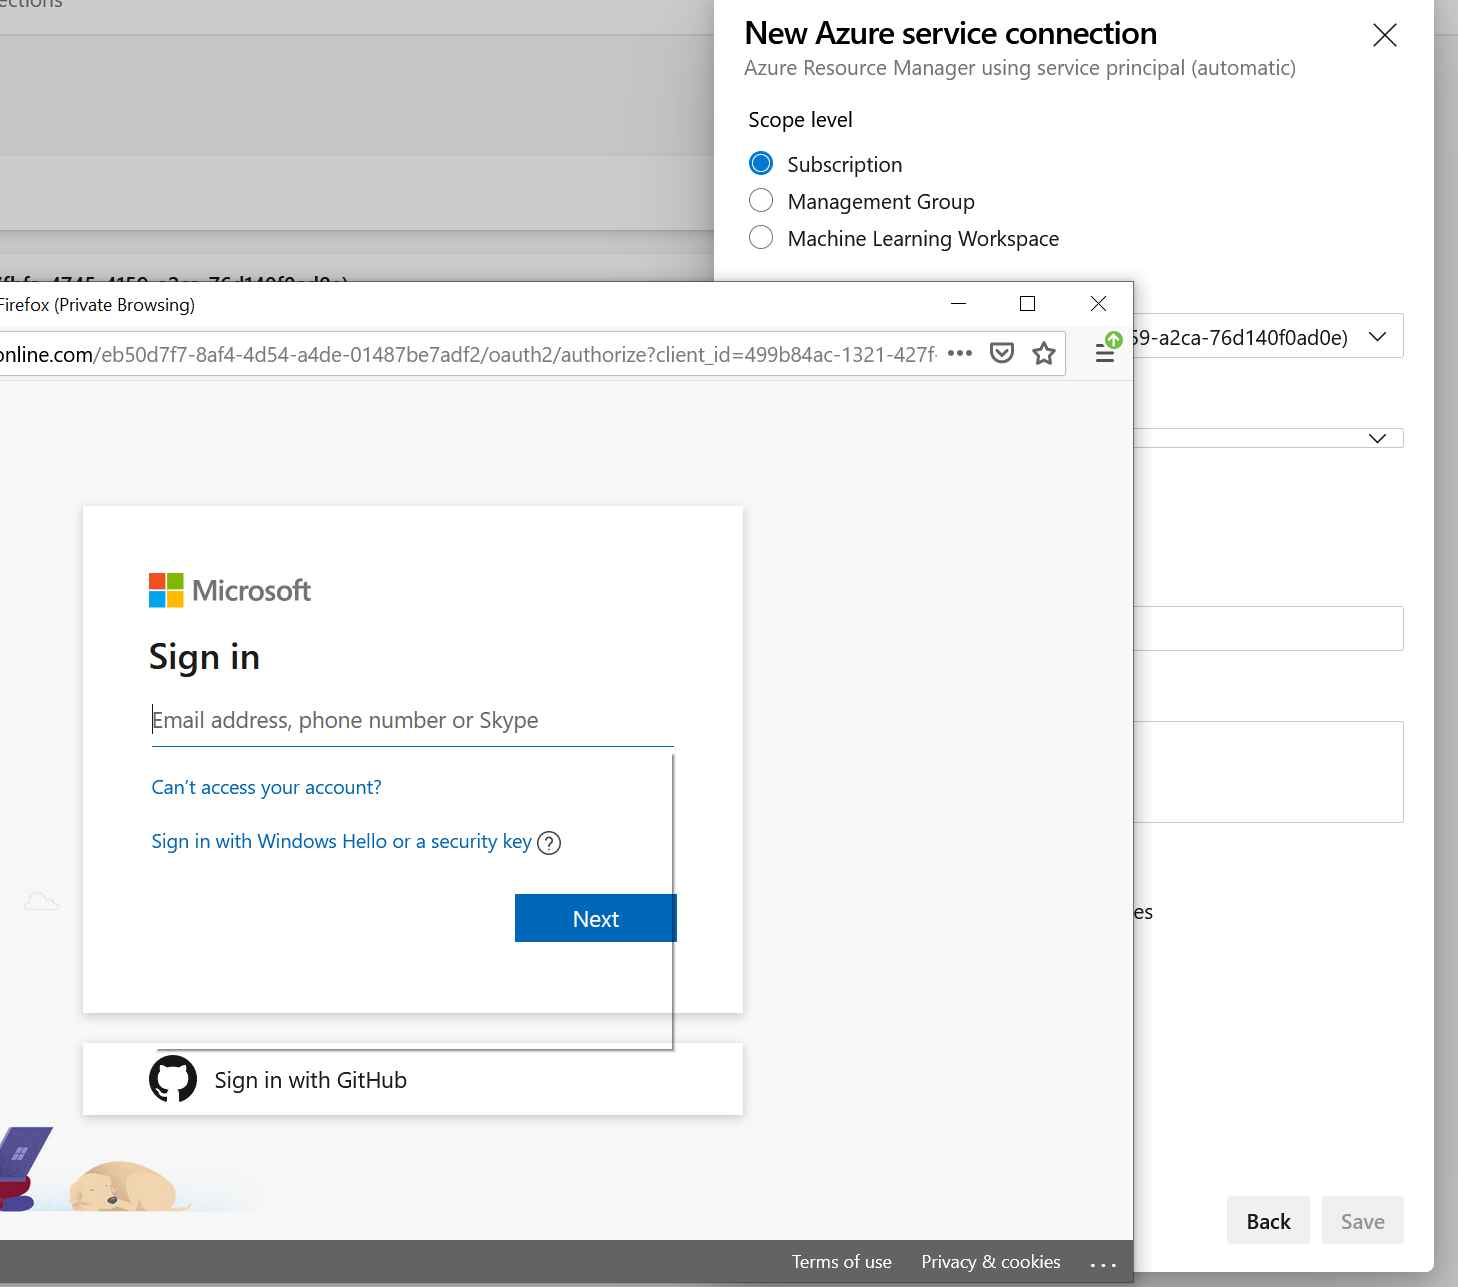 New Azure service connection
Azure Resource Manager using service principal (automatic)
Scope level
Subscription
Management Group
Machine Learning Workspace
Firefox (Private Browsing)
online.com/eb50d7f7-8af4-4d54-a4de-01487be7adf2/oauth2/authorize?client_id=499b84ac-1321-427f-
59-a2ca-76d140f0ad0e)
Microsoft
Sign in
Email address, phone number or Skype
Can't access your account?
Sign in with Windows Hello or a security key ?
Next
es
Sign in with GitHub
Back
Save
Terms of use
Privacy & cookies
...